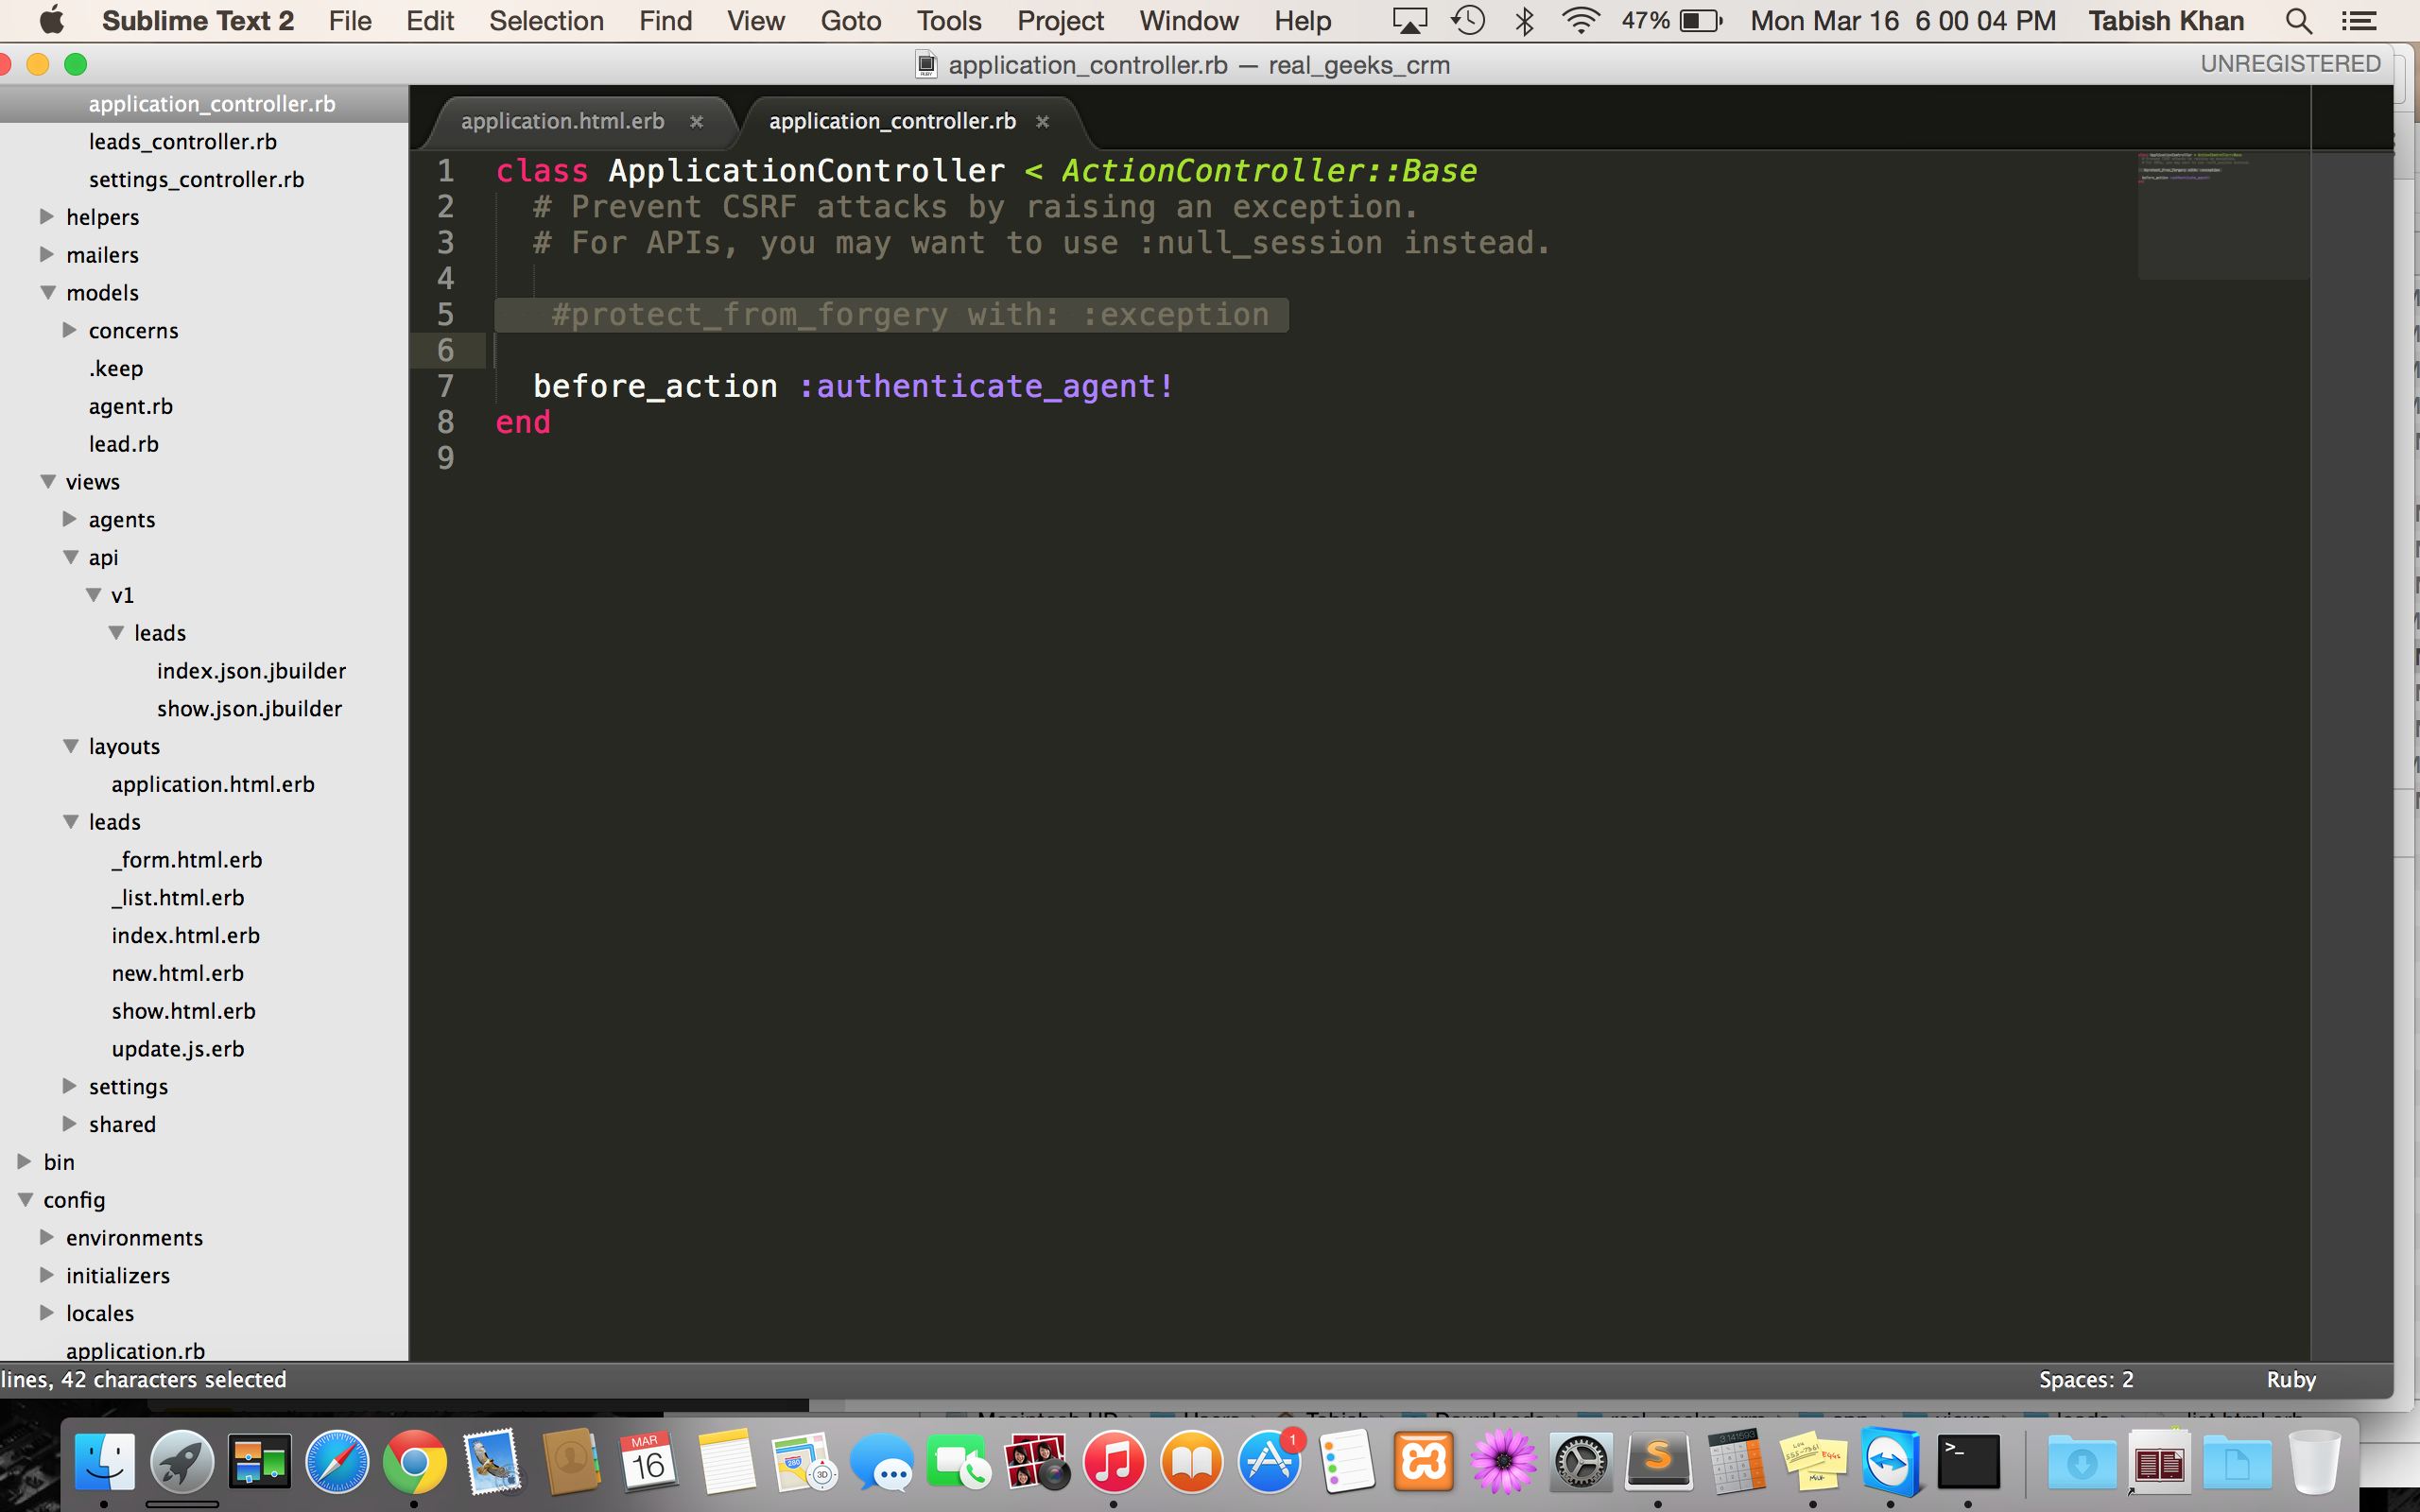 Sublime Text 2 File Edit Selection Find View Goto Tools Project Window Help 47% Mon Mar 16 6 00 04 PM Tabish Khan
application_controller.rb — real_geeks_crm UNREGISTERED
application_controller.rb
leads_controller.rb
settings_controller.rb
helpers
mailers
models
concerns
.keep
agent.rb
lead.rb
views
agents
api
v1
leads
index.json.jbuilder
show.json.jbuilder
layouts
application.html.erb
leads
_form.html.erb
_list.html.erb
index.html.erb
new.html.erb
show.html.erb
update.js.erb
settings
shared
bin
config
environments
initializers
locales
application.rb
application.html.erb × application_controller.rb ×
1 class ApplicationController < ActionController::Base
2 # Prevent CSRF attacks by raising an exception.
3 # For APIs, you may want to use :null_session instead.
4
5 #protect_from_forgery with: :exception
6
7 before_action :authenticate_agent!
8 end
9
lines, 42 characters selected Spaces: 2 Ruby
MAR
16
280
3D
1